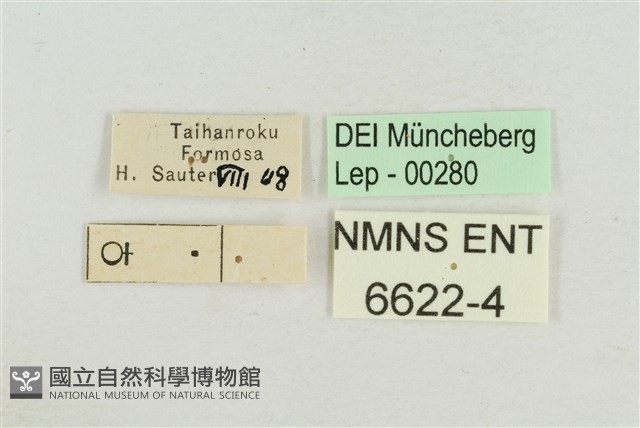 Taihanroku
Formosa
H. Sauter VIII 08
DEI Müncheberg
Lep - 00280
♀
NMNS ENT
6622-4
國立自然科學博物館
NATIONAL MUSEUM OF NATURAL SCIENCE